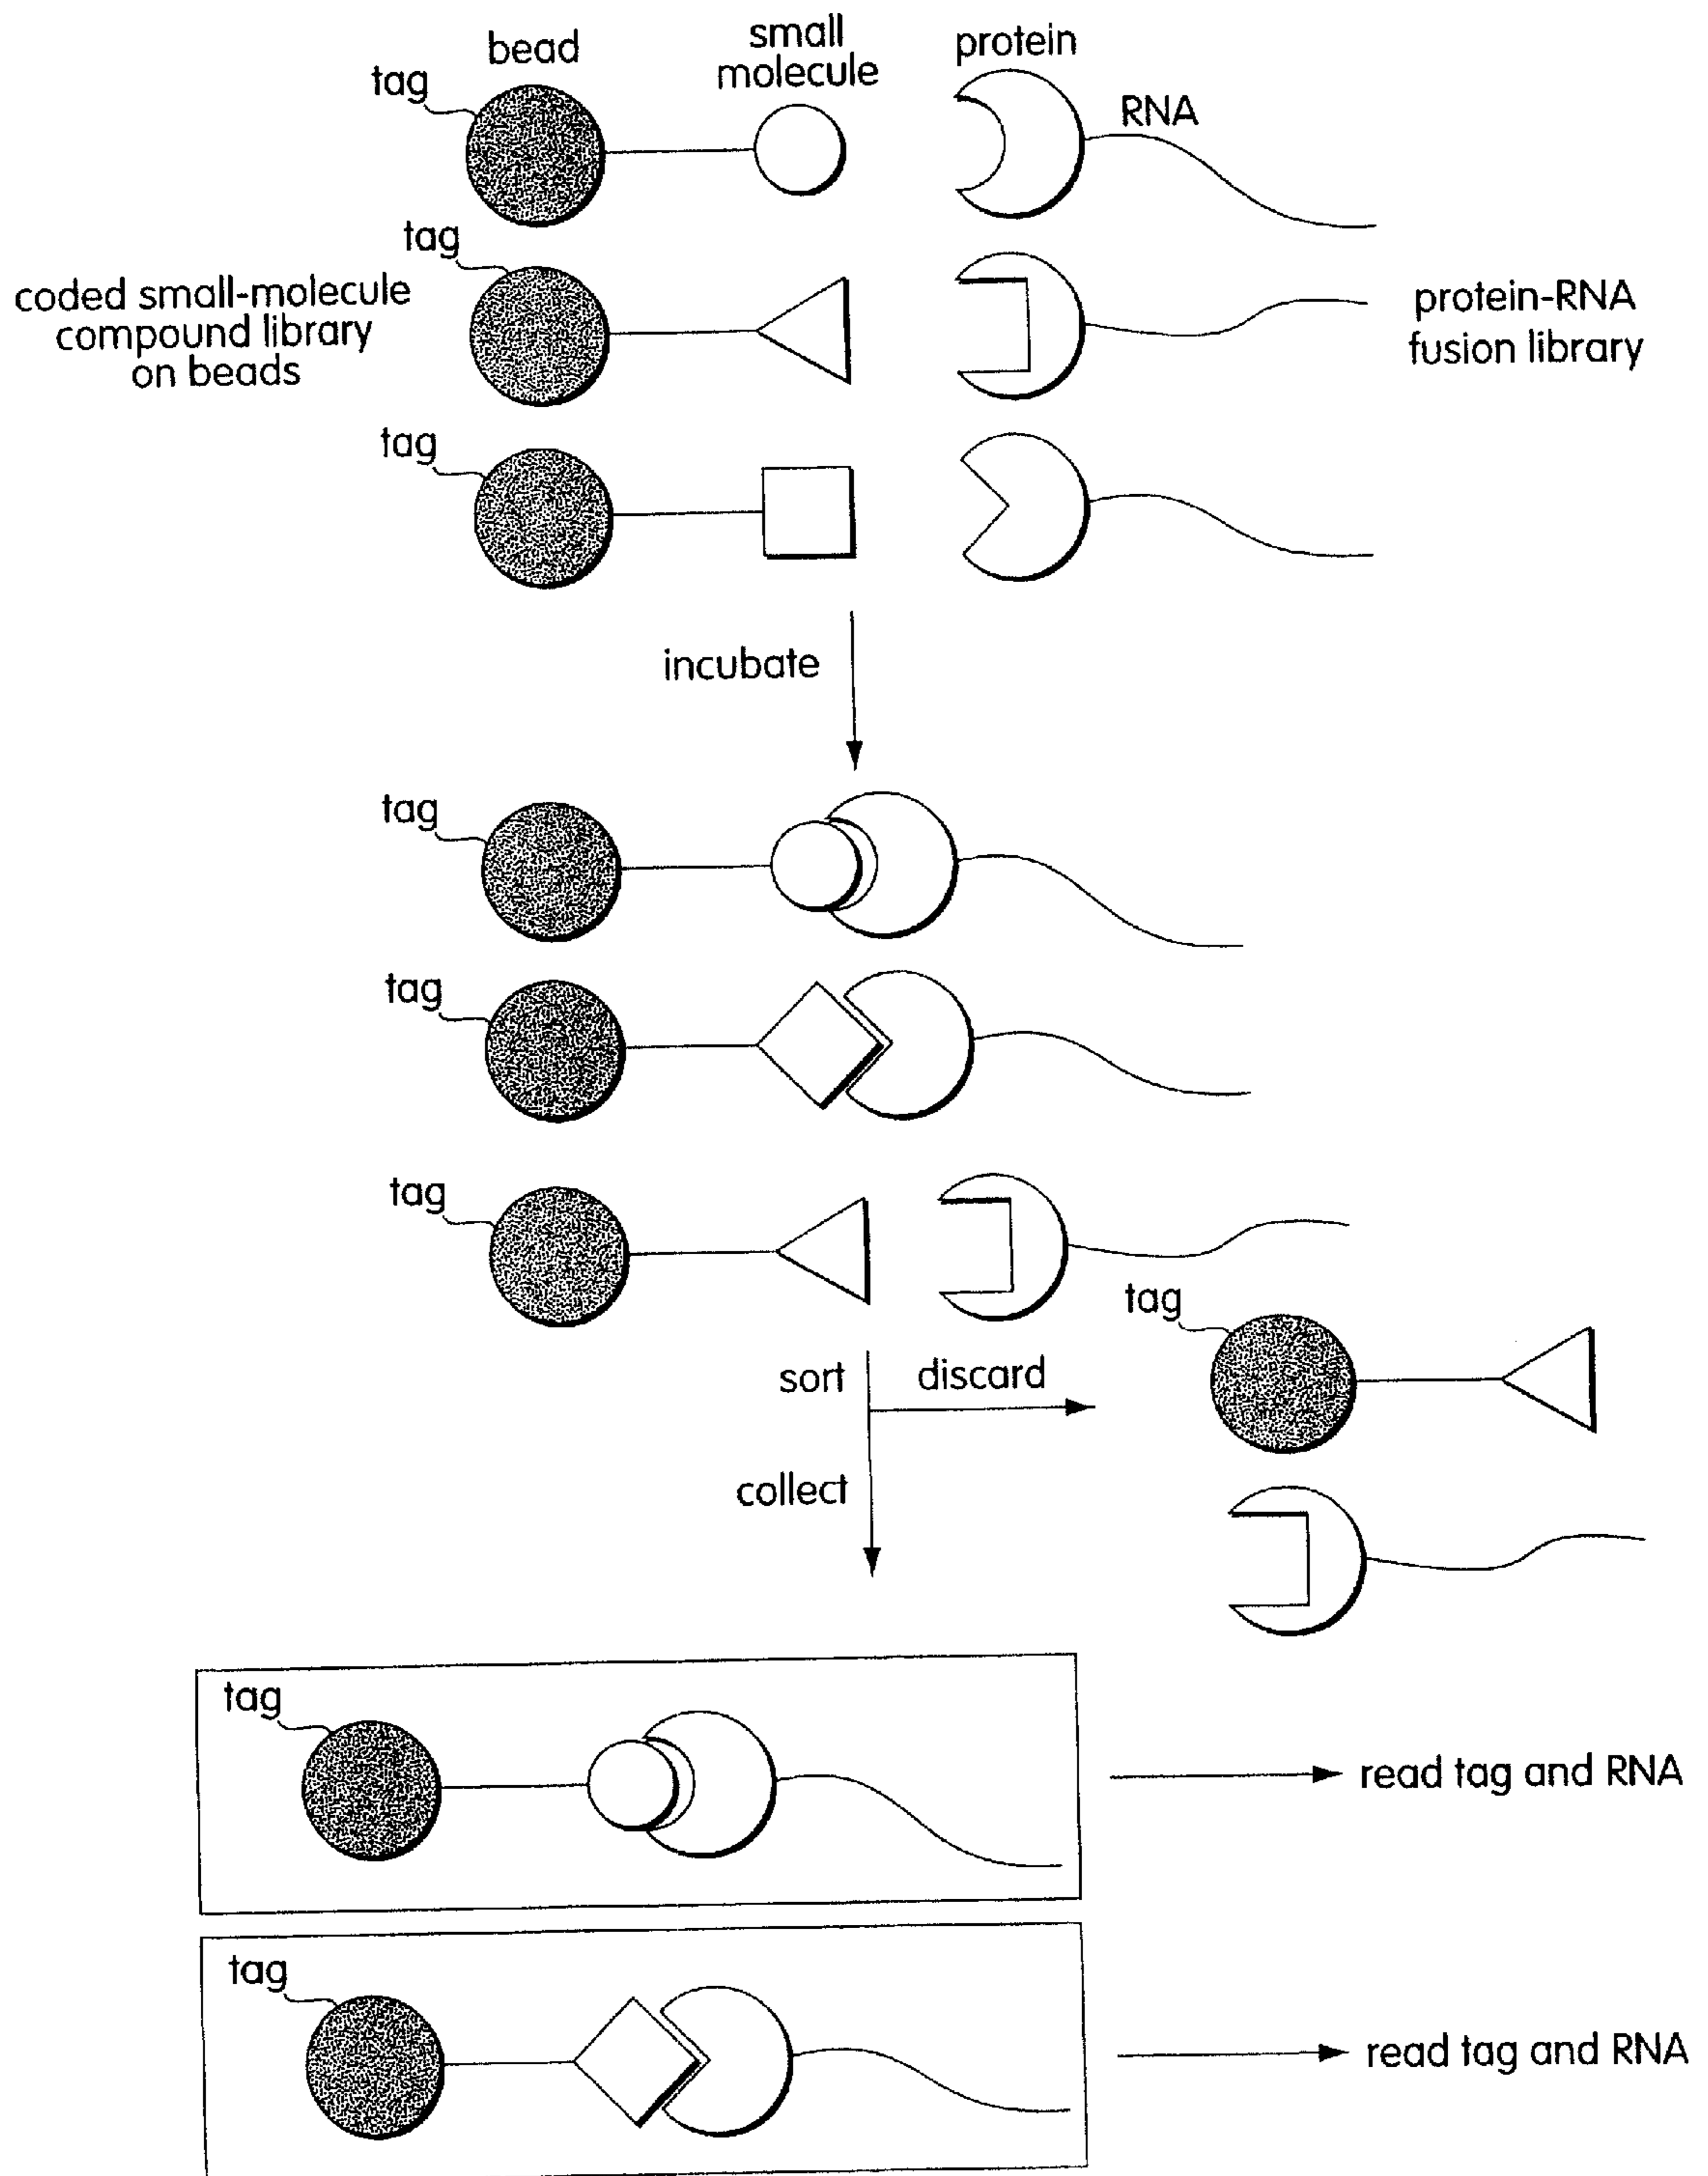 bead
small
molecule
protein
tag
RNA
tag
coded small-molecule
compound library
on beads
protein-RNA
fusion library
tag
incubate
tag
tag
tag
tag
sort
discard
collect
tag
read tag and RNA
tag
read tag and RNA